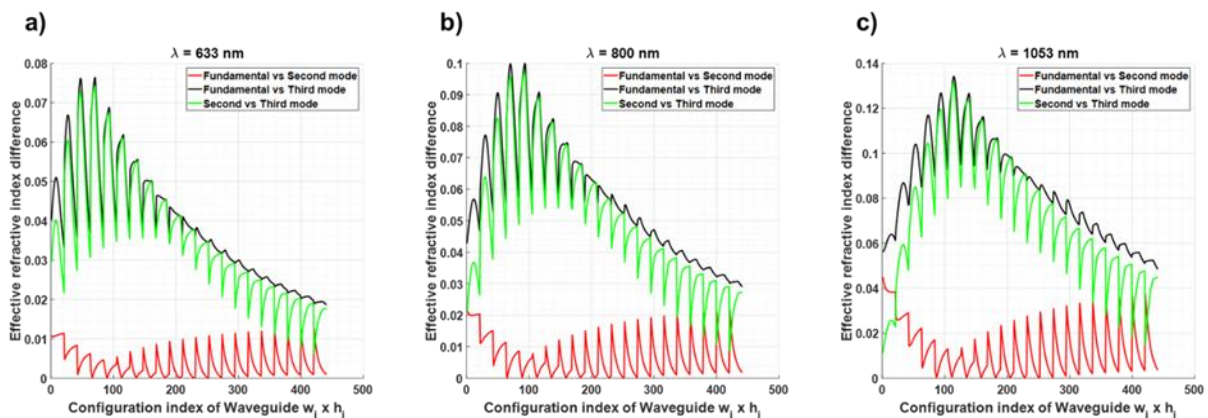 a)
λ = 633 nm
Fundamental vs Second mode
Fundamental vs Third mode
Second vs Third mode
Effective refractive index difference
0.08
0.07
0.06
0.05
0.04
0.03
0.02
0.01
0
0 100 200 300 400 500
Configuration index of Waveguide w_i x h_i
b)
λ = 800 nm
Fundamental vs Second mode
Fundamental vs Third mode
Second vs Third mode
Effective refractive index difference
0.1
0.09
0.08
0.07
0.06
0.05
0.04
0.03
0.02
0.01
0
0 100 200 300 400 500
Configuration index of Waveguide w_i x h_i
c)
λ = 1053 nm
Fundamental vs Second mode
Fundamental vs Third mode
Second vs Third mode
Effective refractive index difference
0.14
0.12
0.1
0.08
0.06
0.04
0.02
0
0 100 200 300 400 500
Configuration index of Waveguide w_i x h_i